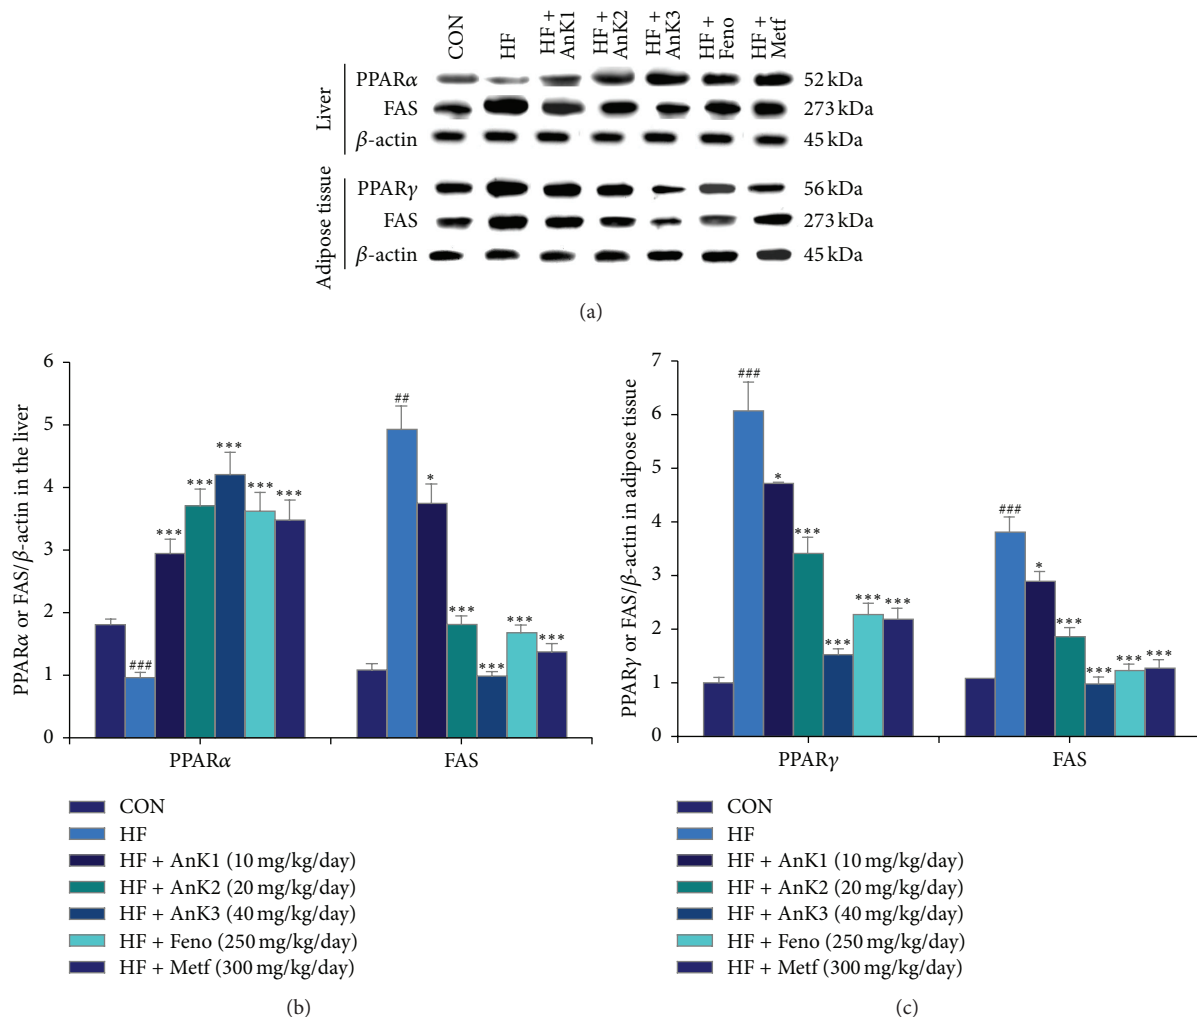 CON
HF
HF +
AnK1
HF +
AnK2
HF +
AnK3
HF +
Feno
HF +
Metf
Liver
PPARα
52 kDa
FAS
273 kDa
β-actin
45 kDa
Adipose tissue
PPARγ
56 kDa
FAS
273 kDa
β-actin
45 kDa
(a)
PPARα or FAS/β-actin in the liver
6
5
4
3
2
1
0
###
***
***
***
***
***
##
*
***
***
***
***
PPARα
FAS
CON
HF
HF + AnK1 (10 mg/kg/day)
HF + AnK2 (20 mg/kg/day)
HF + AnK3 (40 mg/kg/day)
HF + Feno (250 mg/kg/day)
HF + Metf (300 mg/kg/day)
(b)
PPARγ or FAS/β-actin in adipose tissue
7
6
5
4
3
2
1
0
###
*
***
***
***
***
###
*
***
***
***
***
PPARγ
FAS
CON
HF
HF + AnK1 (10 mg/kg/day)
HF + AnK2 (20 mg/kg/day)
HF + AnK3 (40 mg/kg/day)
HF + Feno (250 mg/kg/day)
HF + Metf (300 mg/kg/day)
(c)